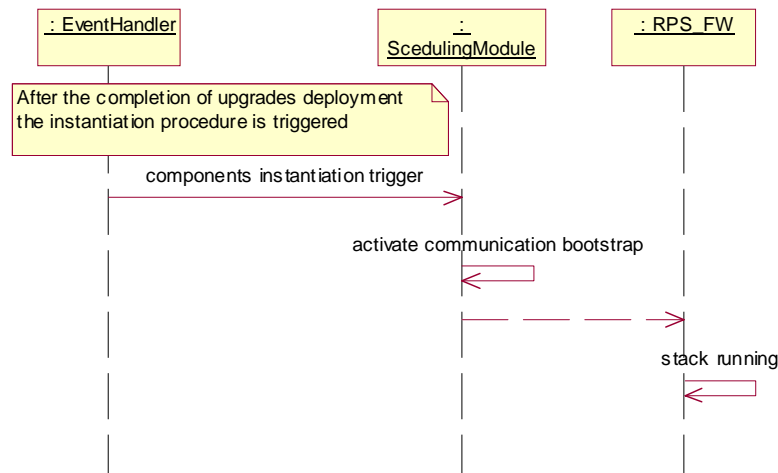 : EventHandler
:
ScedulingModule
: RPS_FW
After the completion of upgrades deployment
the instantiation procedure is triggered
components instantiation trigger
activate communication bootstrap
stack running